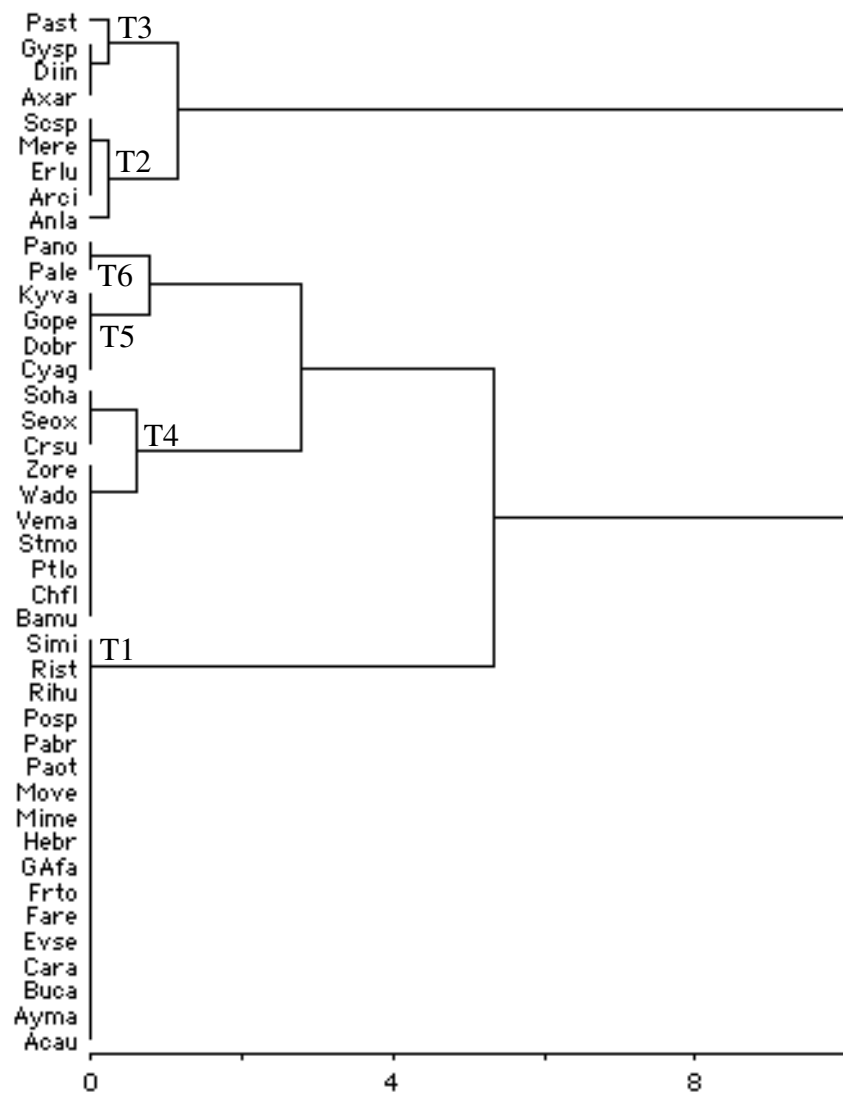 Past
T3
Gysp
Diin
Axar
Scsp
Mere
T2
Erlu
Arci
Anla
Pano
Pale
T6
Kyva
Gope
T5
Dobr
Cyag
Soha
Seox
T4
Crsu
Zore
Wado
Vema
Stmo
Ptlo
Chfl
Bamu
Simi
T1
Rist
Rihu
Posp
Pabr
Paot
Move
Mime
Hebr
GAfa
Frto
Fare
Evse
Cara
Buca
Ayma
Acau
0 4 8